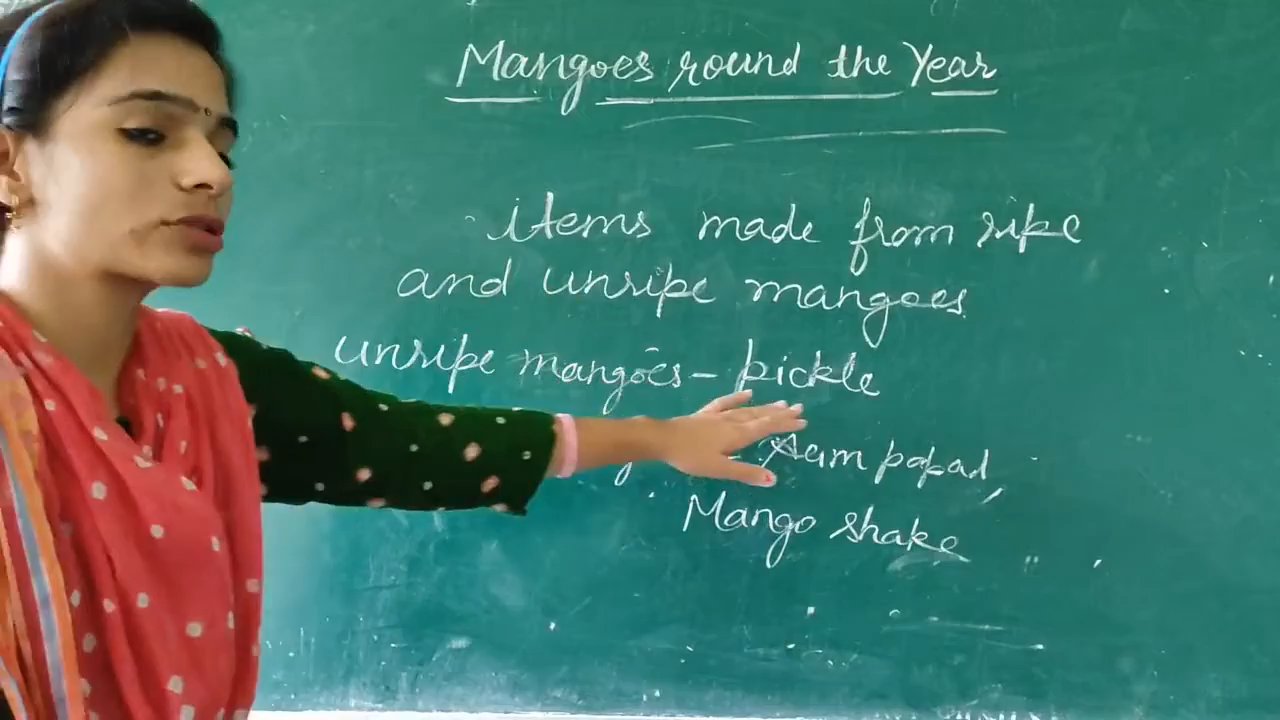 Mangoes round the Year
items made from ripe
and unripe mangoes
unripe mangoes - pickle
- Aam papad,
Mango shake